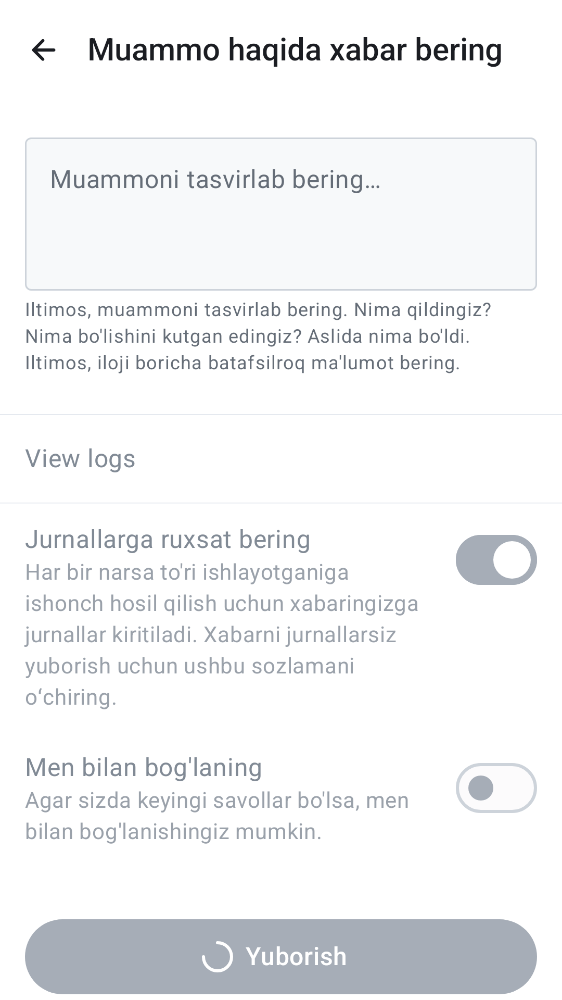 Muammo haqida xabar bering
Muammoni tasvirlab bering…
Iltimos, muammoni tasvirlab bering. Nima qildingiz?
Nima bo'lishini kutgan edingiz? Aslida nima bo'ldi.
Iltimos, iloji boricha batafsilroq ma'lumot bering.
View logs
Jurnallarga ruxsat bering
Har bir narsa to'ri ishlayotganiga
ishonch hosil qilish uchun xabaringizga
jurnallar kiritiladi. Xabarni jurnallarsiz
yuborish uchun ushbu sozlamani
oʻchiring.
Men bilan bog'laning
Agar sizda keyingi savollar bo'lsa, men
bilan bog'lanishingiz mumkin.
Yuborish